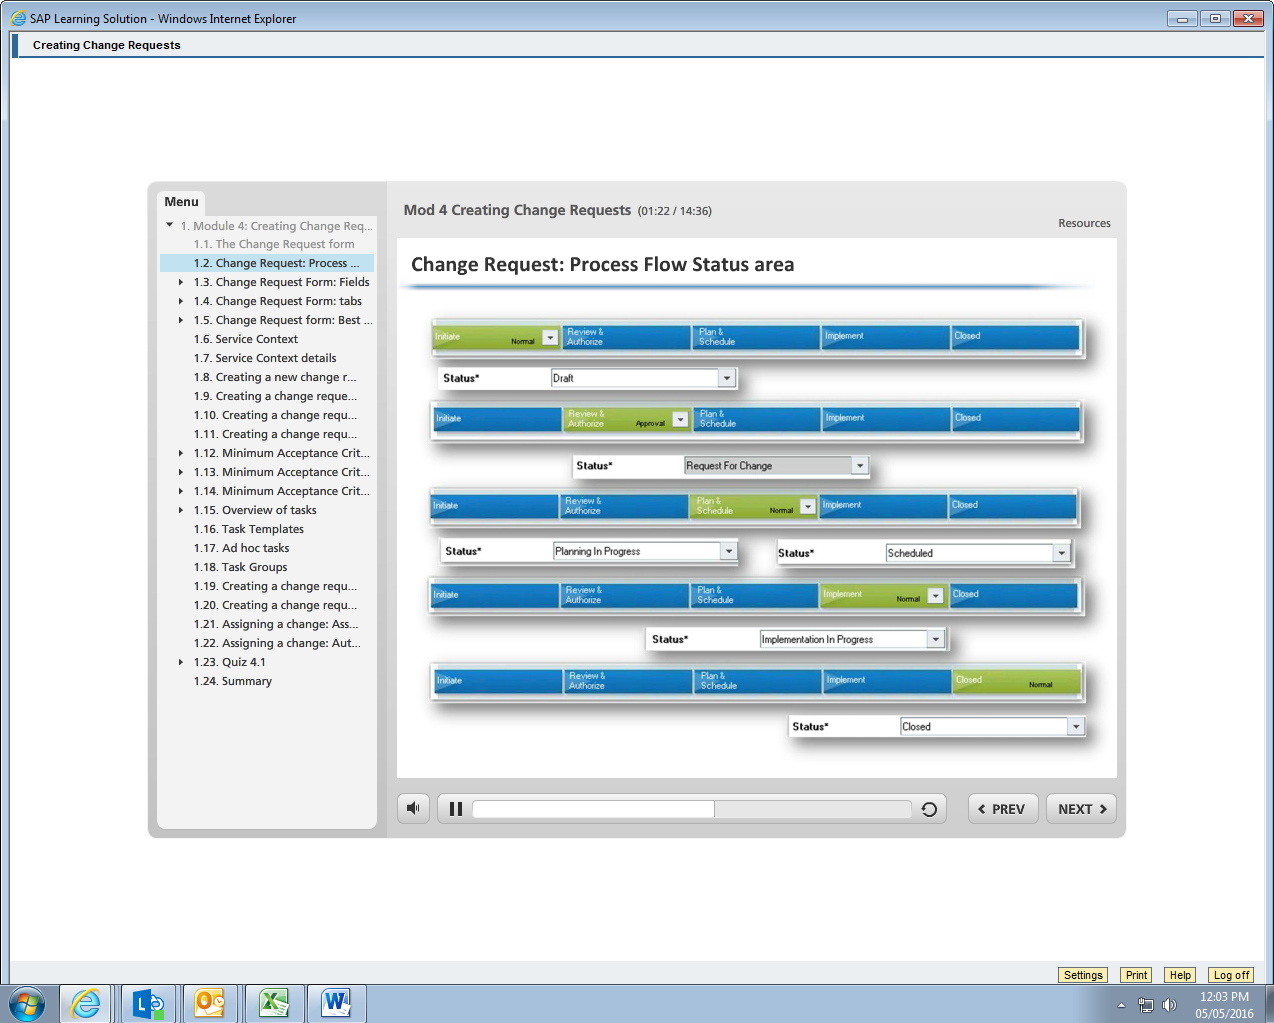 SAP Learning Solution - Windows Internet Explorer
Creating Change Requests
Menu
1. Module 4: Creating Change Req...
1.1. The Change Request form
1.2. Change Request: Process ...
1.3. Change Request Form: Fields
1.4. Change Request Form: tabs
1.5. Change Request form: Best ...
1.6. Service Context
1.7. Service Context details
1.8. Creating a new change r...
1.9. Creating a change reque...
1.10. Creating a change requ...
1.11. Creating a change requ...
1.12. Minimum Acceptance Crit...
1.13. Minimum Acceptance Crit...
1.14. Minimum Acceptance Crit...
1.15. Overview of tasks
1.16. Task Templates
1.17. Ad hoc tasks
1.18. Task Groups
1.19. Creating a change requ...
1.20. Creating a change requ...
1.21. Assigning a change: Ass...
1.22. Assigning a change: Aut...
1.23. Quiz 4.1
1.24. Summary
Mod 4 Creating Change Requests (01:22 / 14:36)
Resources
Change Request: Process Flow Status area
Initiate Normal Review & Authorize Plan & Schedule Implement Closed
Status* Draft
Initiate Review & Authorize Approval Plan & Schedule Implement Closed
Status* Request For Change
Initiate Review & Authorize Plan & Schedule Normal Implement Closed
Status* Planning In Progress Status* Scheduled
Initiate Review & Authorize Plan & Schedule Implement Normal Closed
Status* Implementation In Progress
Initiate Review & Authorize Plan & Schedule Implement Closed Normal
Status* Closed
PREV NEXT
Settings Print Help Log off
12:03 PM
05/05/2016